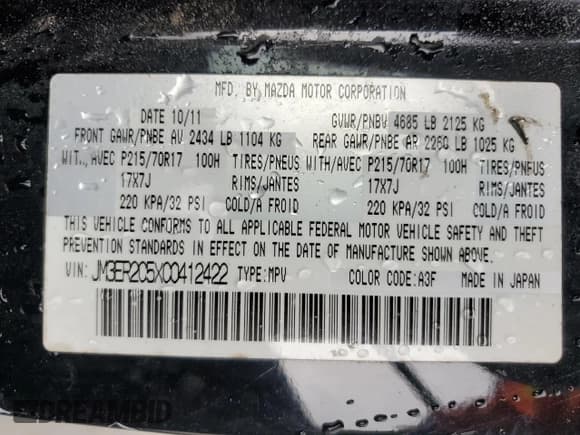 MFD. BY MAZDA MOTOR CORPORATION
DATE 10/11 GVWR/PNBV 4685 LB 2125 KG
FRONT GAWR/PNBE AV 2434 LB 1104 KG REAR GAWR/PNBE AR 2260 LB 1025 KG
WIT., AVEC P215/70R17 100H TIRES/PNEUS WITH/AVEC P215/70R17 100H TIRES/PNEUS
17X7J RIMS/JANTES 17X7J RIMS/JANTES
220 KPA/32 PSI COLD/A FROID 220 KPA/32 PSI COLD/A FROID
THIS VEHICLE CONFORMS TO ALL APPLICABLE FEDERAL MOTOR VEHICLE SAFETY AND THEFT
PREVENTION STANDARDS IN EFFECT ON THE DATE OF MANUFACTURE SHOWN ABOVE.
VIN: JM3ER2C5XC0412422 TYPE: MPV COLOR CODE: A3F MADE IN JAPAN
DREAMBID